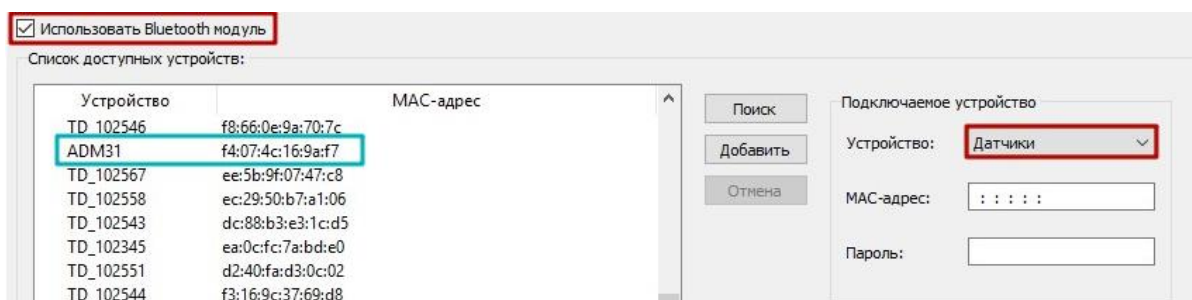 Использовать Bluetooth модуль
Список доступных устройств:
Устройство MAC-адрес
TD_102546 f8:66:0e:9a:70:7c
ADM31 f4:07:4c:16:9a:f7
TD_102567 ee:5b:9f:07:47:c8
TD_102558 ec:29:50:b7:a1:06
TD_102543 dc:88:b3:e3:1c:d5
TD_102345 ea:0c:fc:7a:bd:e0
TD_102551 d2:40:fa:d3:0c:02
TD_102544 f3:16:9c:37:69:d8
Поиск
Добавить
Отмена
Подключаемое устройство
Устройство: Датчики
MAC-адрес: : : : : :
Пароль: